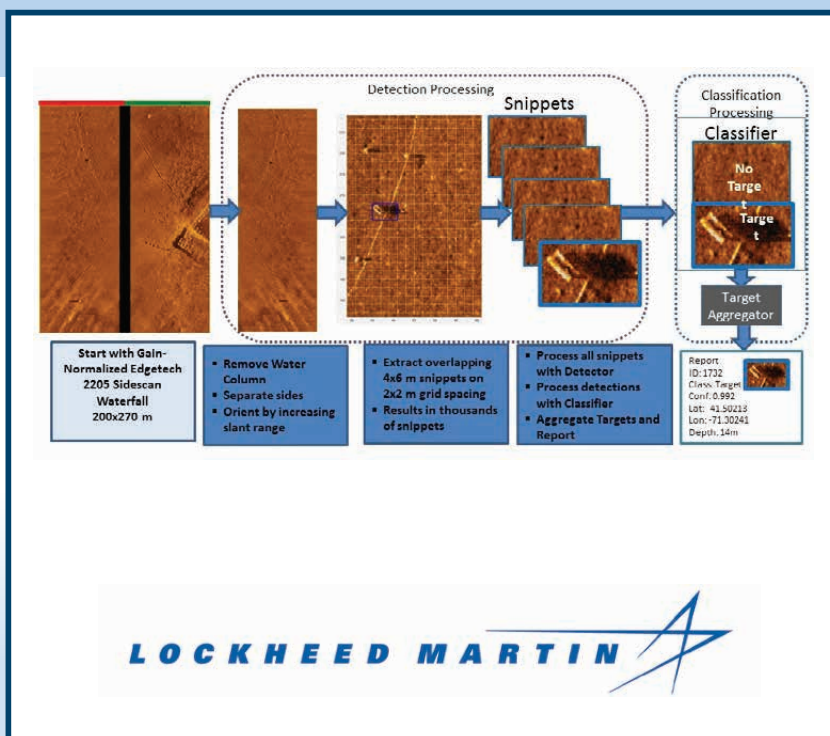 Detection Processing
Snippets
Classification
Processing
Classifier
No
Targe
t
Targe
t
Target
Aggregator
Start with Gain-
Normalized Edgetech
2205 Sidescan
Waterfall
200x270 m
▪ Remove Water
Column
▪ Separate sides
▪ Orient by increasing
slant range
▪ Extract overlapping
4x6 m snippets on
2x2 m grid spacing
▪ Results in thousands
of snippets
▪ Process all snippets
with Detector
▪ Process detections
with Classifier
▪ Aggregate Targets and
Report
Report
ID: 1732
Class: Target
Conf: 0.992
Lat: 41.50213
Lon: -71.30241
Depth: 14m
LOCKHEED MARTIN